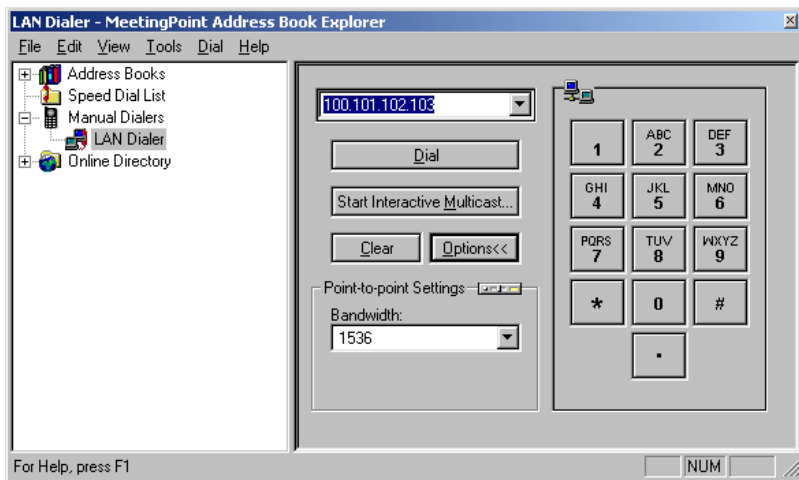 LAN Dialer - MeetingPoint Address Book Explorer
File Edit View Tools Dial Help
Address Books
Speed Dial List
Manual Dialers
LAN Dialer
Online Directory
100.101.102.103
Dial
Start Interactive Multicast...
Clear Options<<
Point-to-point Settings
Bandwidth:
1536
1 ABC 2 DEF 3
GHI 4 JKL 5 MNO 6
PQRS 7 TUV 8 WXYZ 9
* 0 #
.
For Help, press F1
NUM